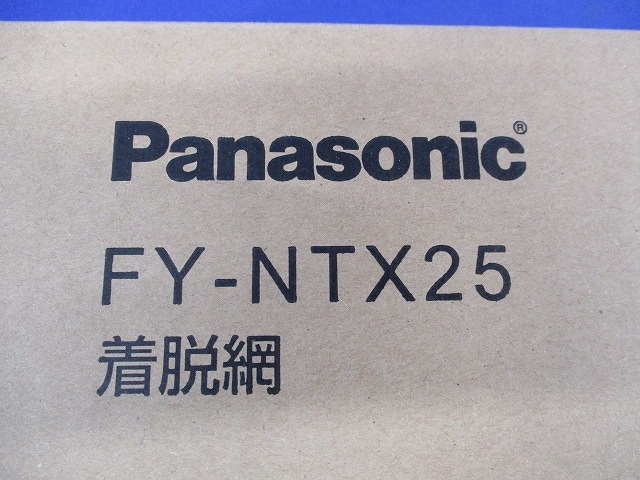 Panasonic®
FY-NTX25
着脱網